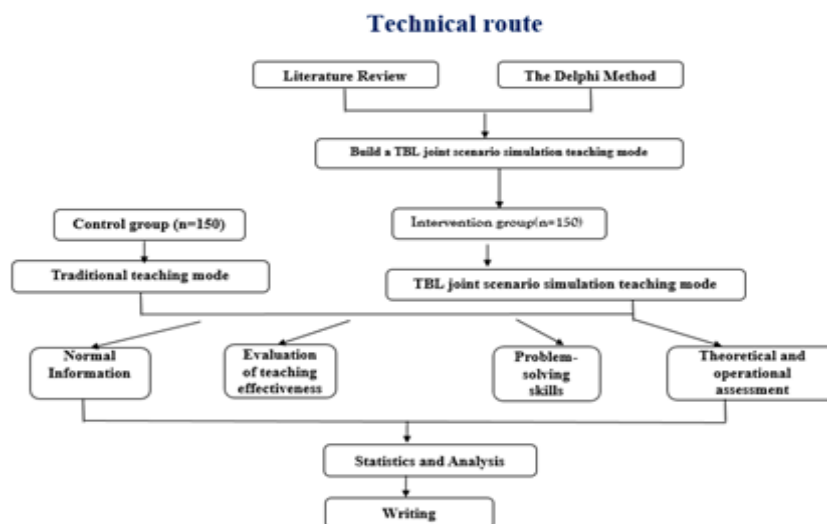 Technical route
Literature Review
The Delphi Method
Build a TBL joint scenario simulation teaching mode
Control group (n=150)
Intervention group(n=150)
Traditional teaching mode
TBL joint scenario simulation teaching mode
Normal
Information
Evaluation
of teaching
effectiveness
Problem-
solving
skills
Theoretical and
operational
assessment
Statistics and Analysis
Writing